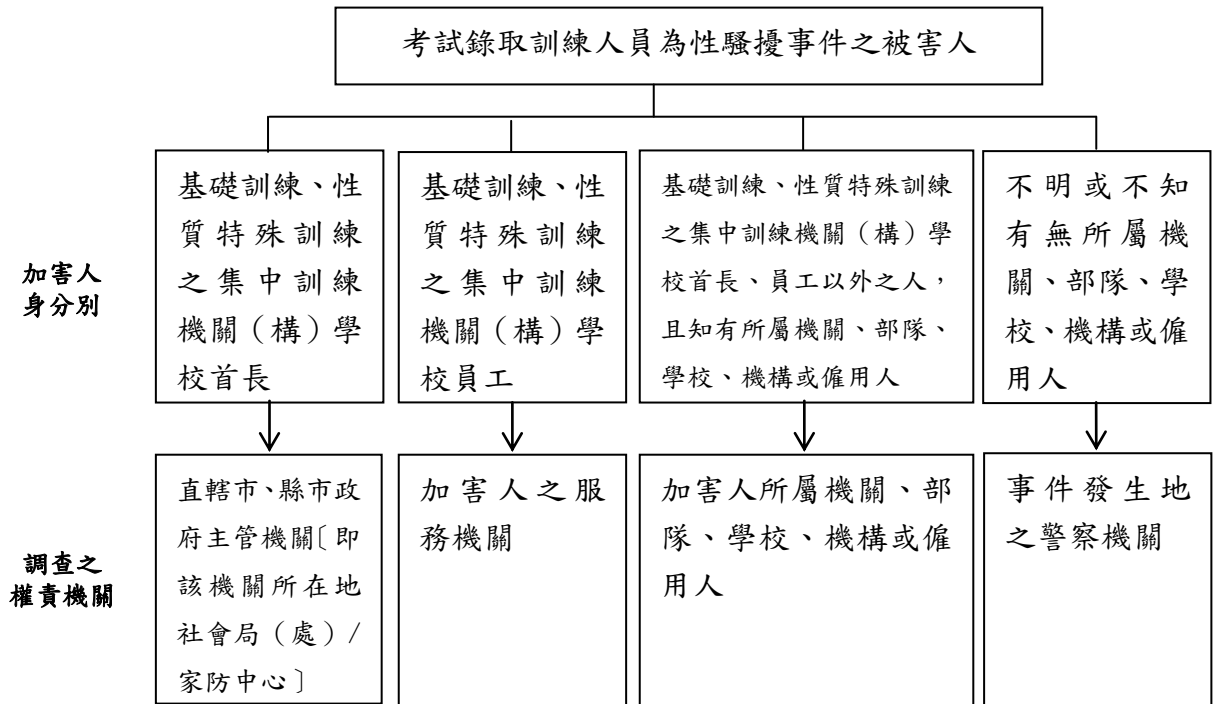 考試錄取訓練人員為性騷擾事件之被害人
加害人
身分別
基礎訓練、性
質特殊訓練
之集中訓練
機關（構）學
校首長
基礎訓練、性
質特殊訓練
之集中訓練
機關（構）學
校員工
基礎訓練、性質特殊訓練
之集中訓練機關（構）學
校首長、員工以外之人，
且知有所屬機關、部隊、
學校、機構或僱用人
不明或不知
有無所屬機
關、部隊、學
校、機構或僱
用人
調查之
權責機關
直轄市、縣市政
府主管機關〔即
該機關所在地
社會局（處）/
家防中心〕
加害人之服
務機關
加害人所屬機關、部
隊、學校、機構或僱
用人
事件發生地
之警察機關